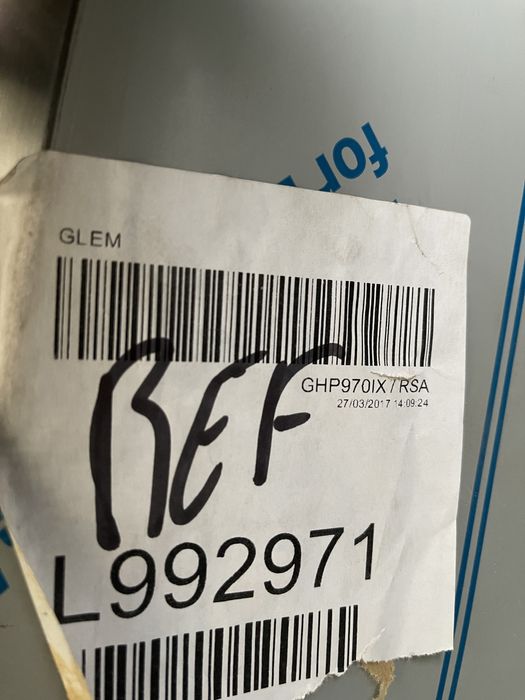 for
GLEM
GHP970IX / RSA
27/03/2017 14:09:24
REF
L992971